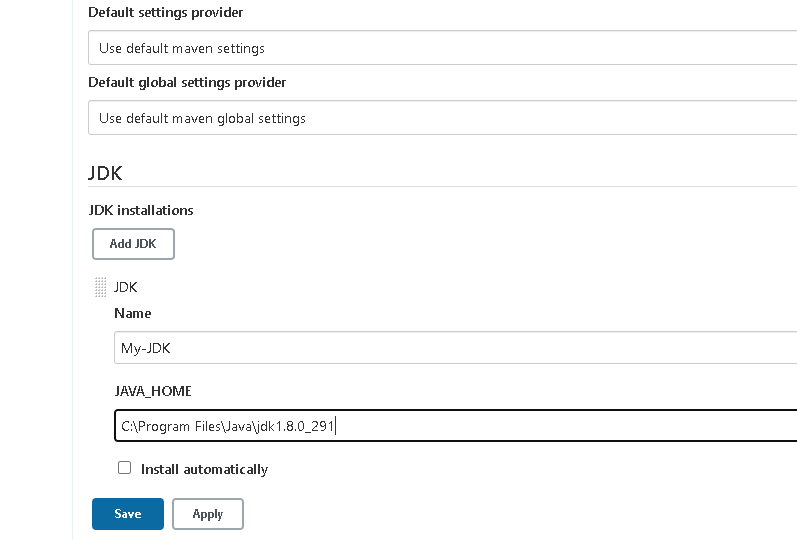 Default settings provider
Use default maven settings
Default global settings provider
Use default maven global settings
JDK
JDK installations
Add JDK
JDK
Name
My-JDK
JAVA_HOME
C:\Program Files\Java\jdk1.8.0_291
Install automatically
Save Apply